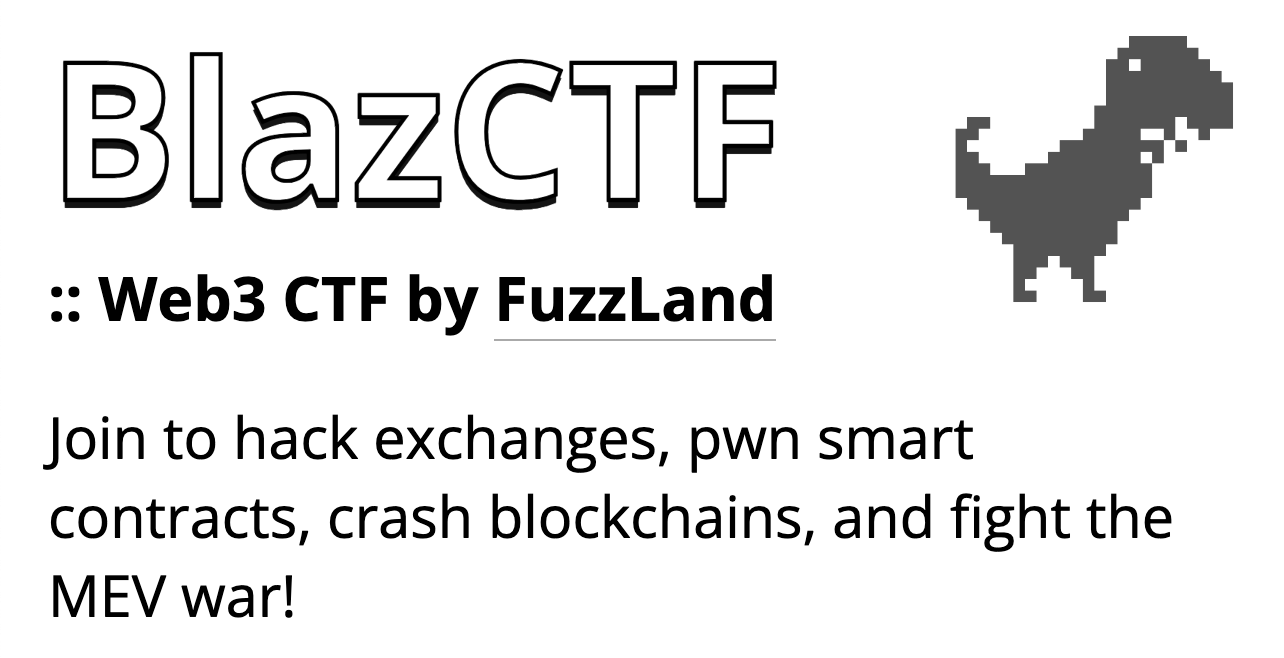 BlazCTF
:: Web3 CTF by FuzzLand
Join to hack exchanges, pwn smart
contracts, crash blockchains, and fight the
MEV war!